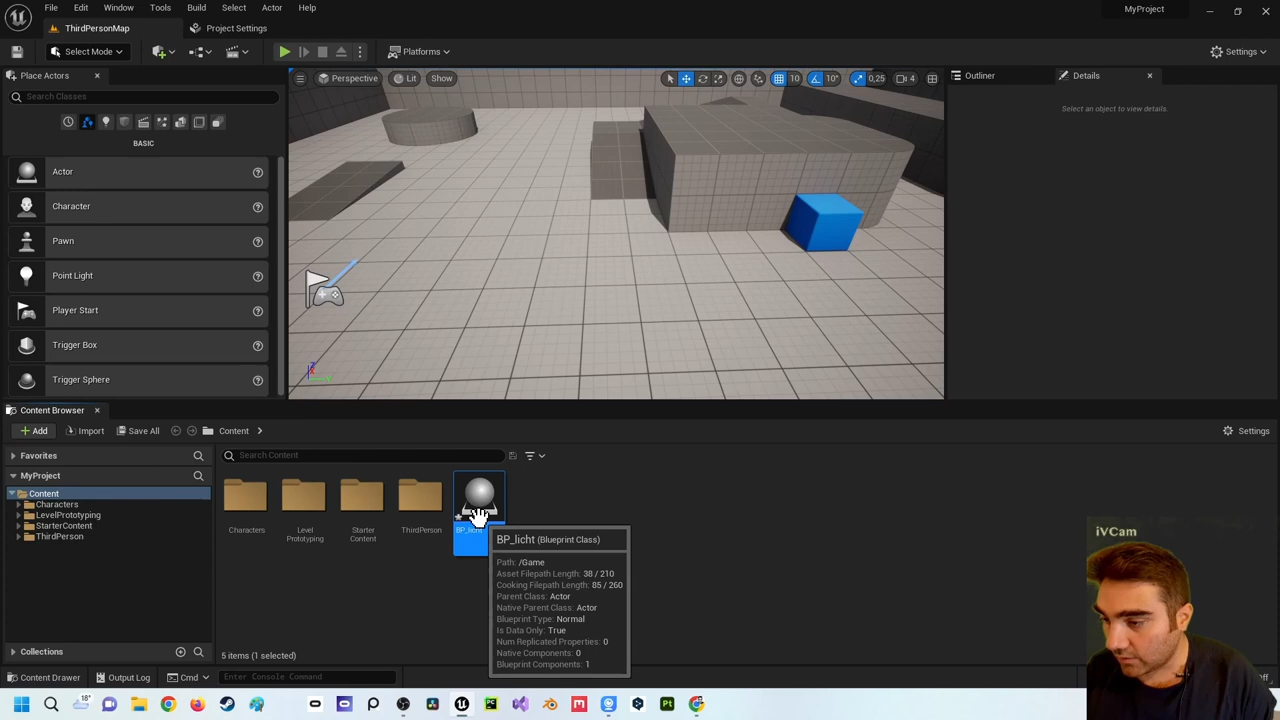 File Edit Window Tools Build Select Actor Help
MyProject
ThirdPersonMap
Project Settings
Select Mode
Platforms
Settings
Place Actors
Search Classes
BASIC
Actor
Character
Pawn
Point Light
Player Start
Trigger Box
Trigger Sphere
Perspective Lit Show
10 10° 0,25 4
Z X Y
Outliner
Details
Select an object to view details.
Content Browser
Add Import Save All Content
Settings
Favorites
MyProject
Content
Characters
LevelPrototyping
StarterContent
ThirdPerson
Collections
Search Content
Characters
Level
Prototyping
Starter
Content
ThirdPerson
BP_licht
BP_licht (Blueprint Class)
Path: /Game
Asset Filepath Length: 38 / 210
Cooking Filepath Length: 85 / 260
Parent Class: Actor
Native Parent Class: Actor
Blueprint Type: Normal
Is Data Only: True
Num Replicated Properties: 0
Native Components: 0
Blueprint Components: 1
5 items (1 selected)
iVCam
Content Drawer Output Log Cmd Enter Console Command
18°
PC
M
Pt